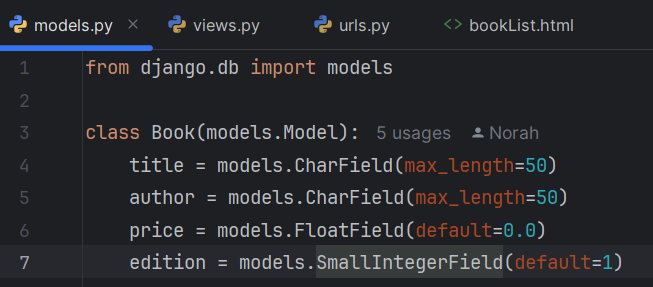 models.py × views.py urls.py <> bookList.html
1 from django.db import models
2
3 class Book(models.Model): 5 usages Norah
4 title = models.CharField(max_length=50)
5 author = models.CharField(max_length=50)
6 price = models.FloatField(default=0.0)
7 edition = models.SmallIntegerField(default=1)